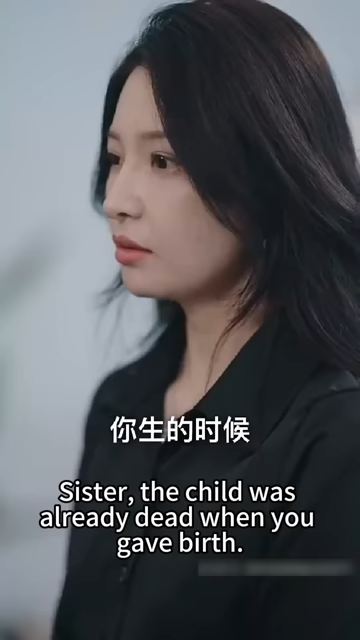 你生的时候
Sister, the child was
already dead when you
gave birth.